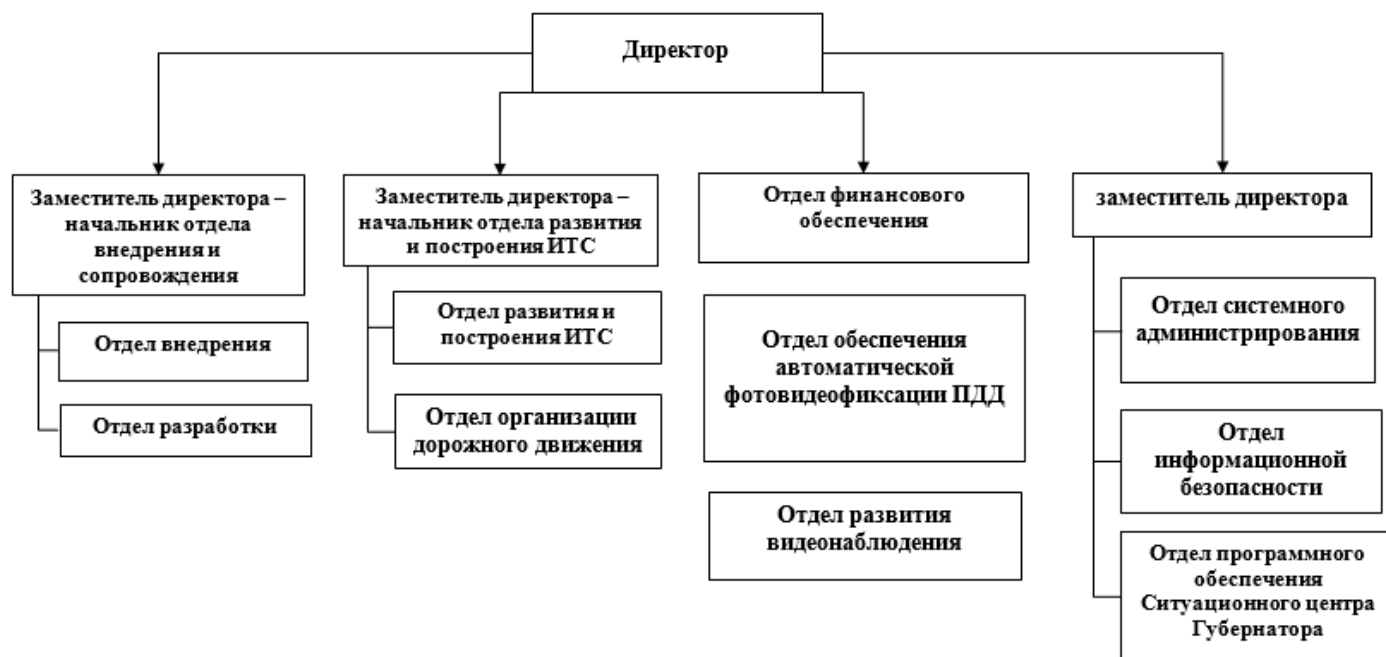 Директор
Заместитель директора –
начальник отдела
внедрения и
сопровождения
Отдел внедрения
Отдел разработки
Заместитель директора –
начальник отдела развития
и построения ИТС
Отдел развития и
построения ИТС
Отдел организации
дорожного движения
Отдел финансового
обеспечения
Отдел обеспечения
автоматической
фотовидеофиксации ПДД
Отдел развития
видеонаблюдения
заместитель директора
Отдел системного
администрирования
Отдел
информационной
безопасности
Отдел программного
обеспечения
Ситуационного центра
Губернатора